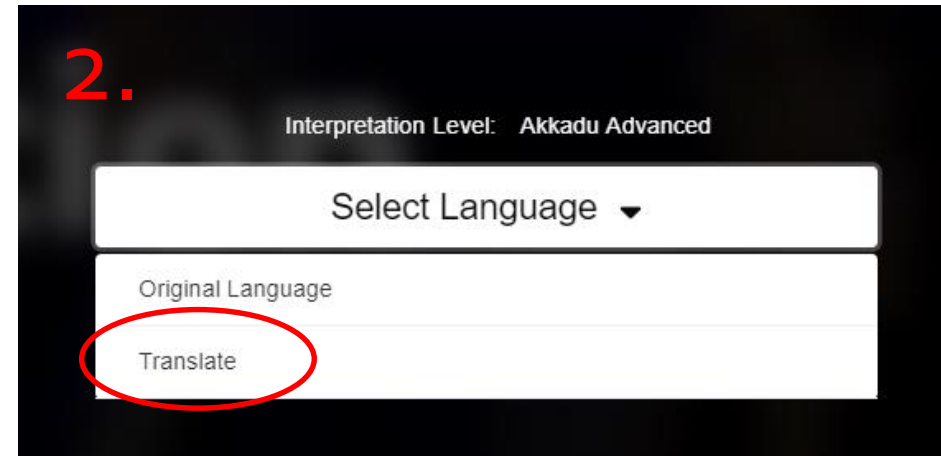 2.
Interpretation Level: Akkadu Advanced
Select Language
Original Language
Translate